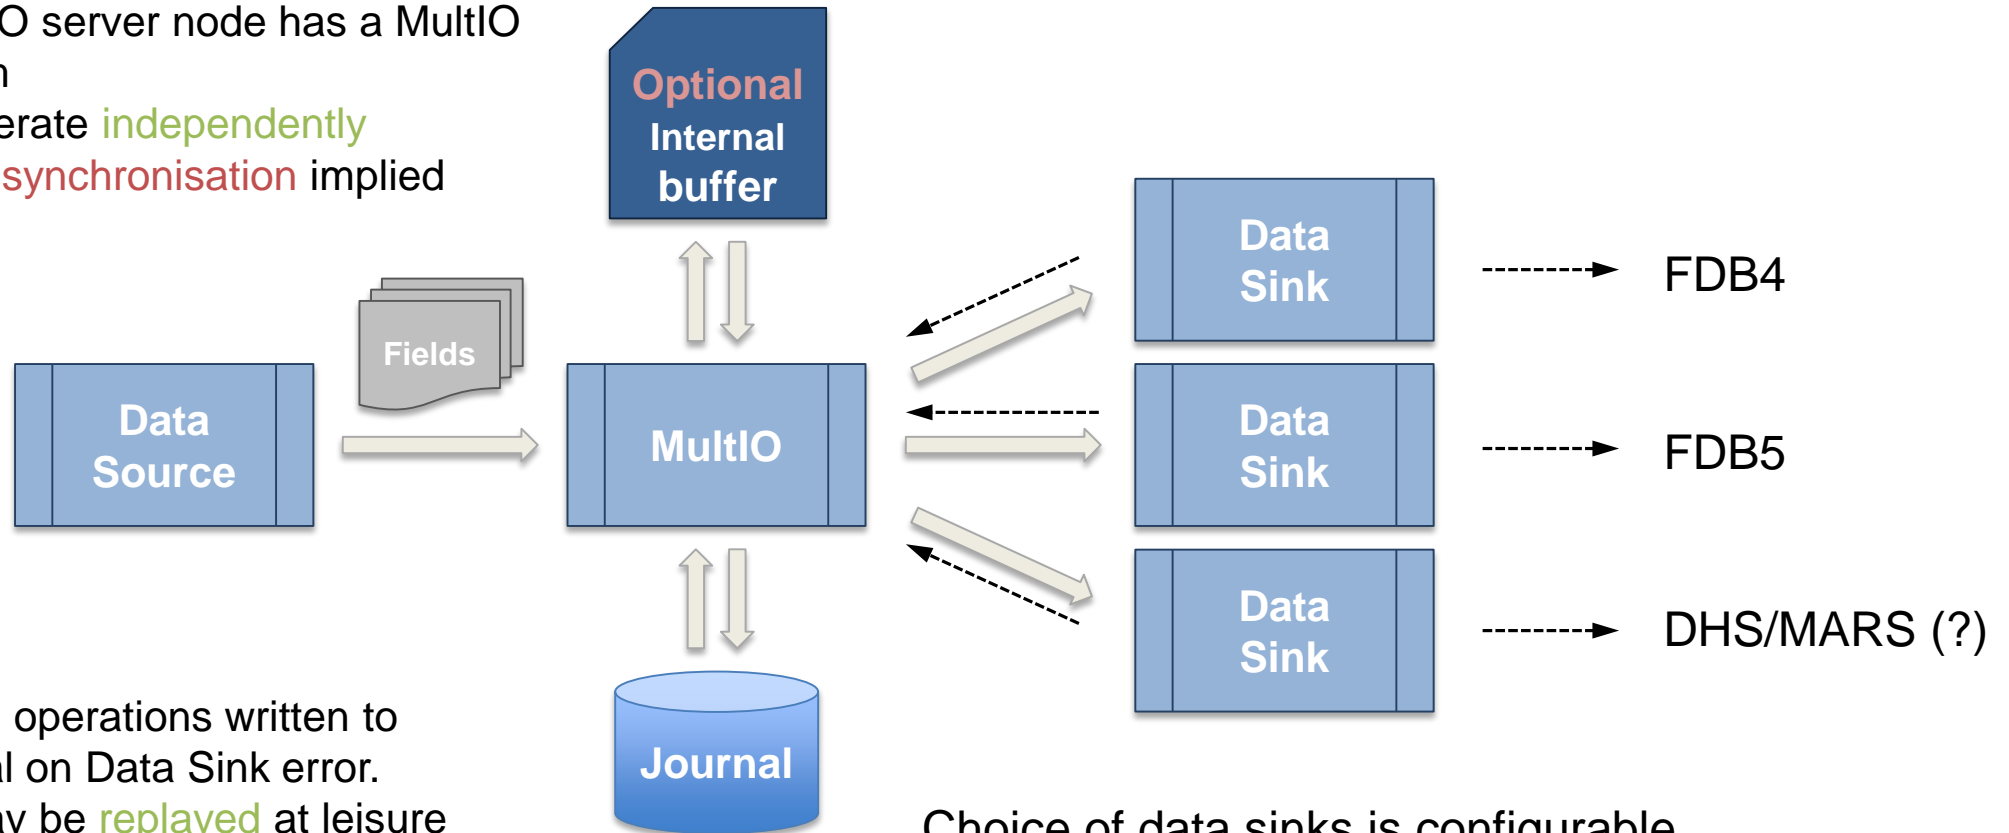 O server node has a MultIO
erate independently
synchronisation implied
Optional
Internal
buffer
Fields
Data
Source
MultIO
Data
Sink
FDB4
Data
Sink
FDB5
Data
Sink
DHS/MARS (?)
operations written to
on Data Sink error.
be replayed at leisure
Journal
Choice of data sinks is configurable